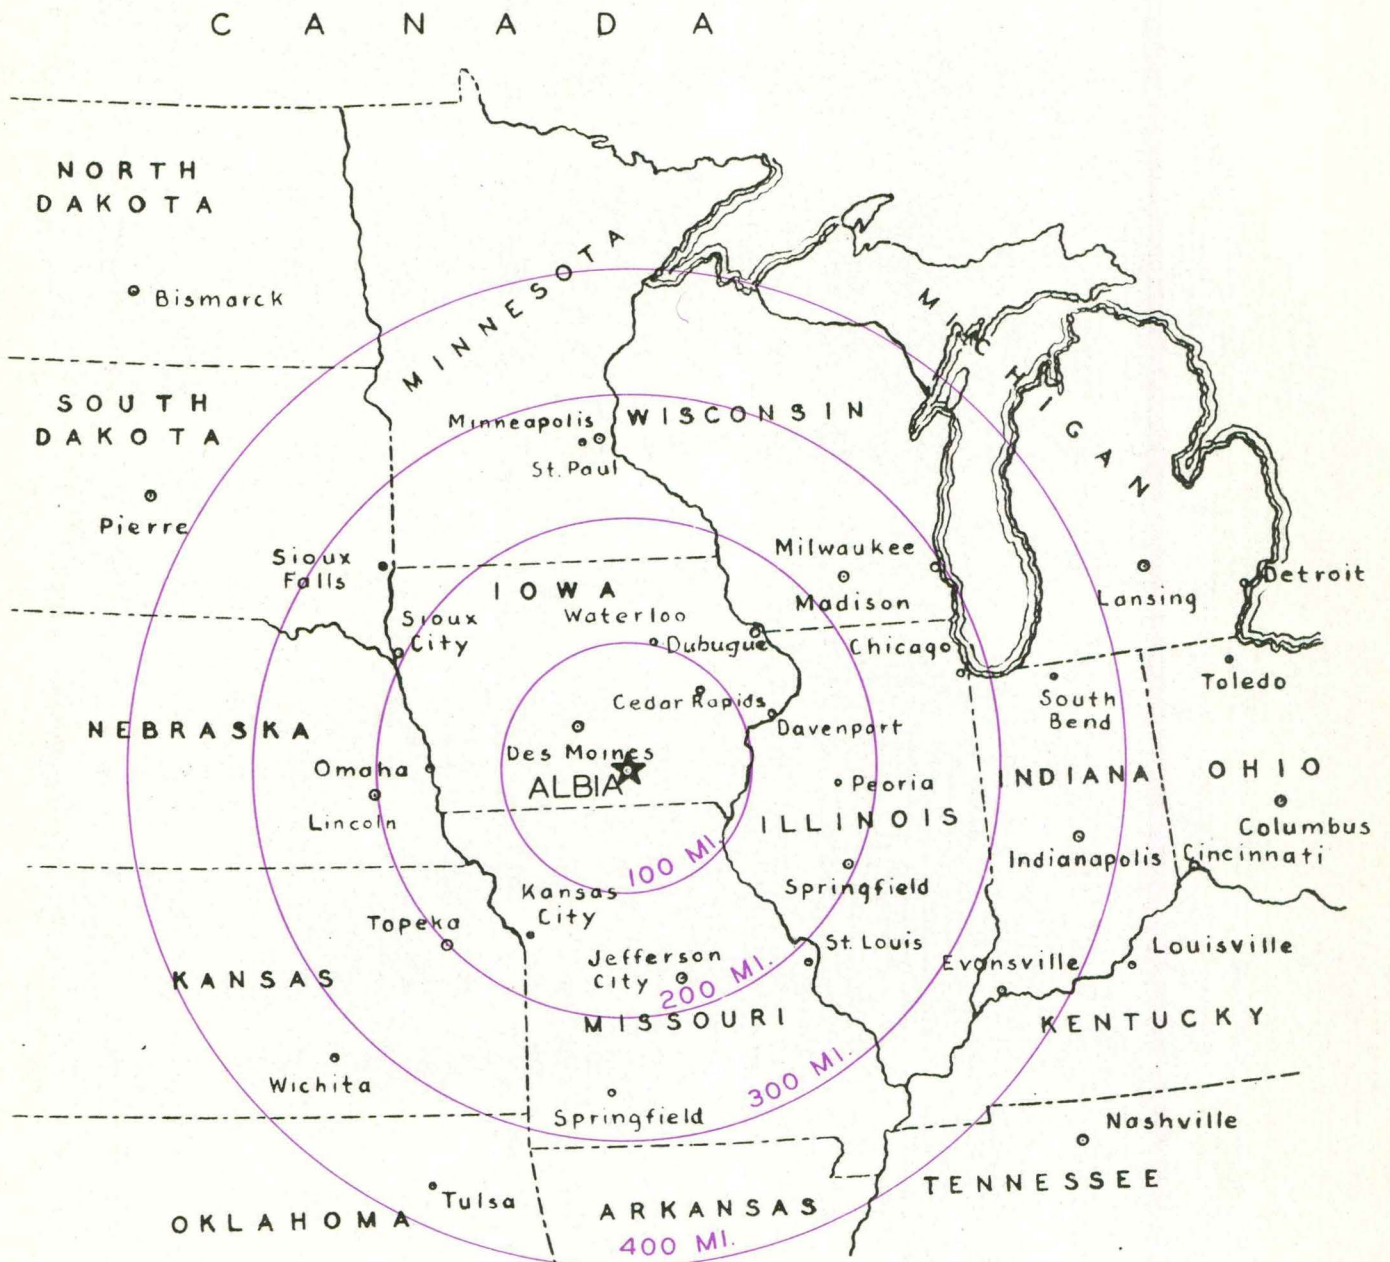 CANADA
NORTH
DAKOTA
Bismarck
MINNESOTA
MICHIGAN
SOUTH
DAKOTA
Minneapolis
WISCONSIN
St. Paul
Pierre
Sioux
Falls
Milwaukee
Madison
Lansing
Detroit
IOWA
Waterloo
Sioux
City
Dubugue
Chicago
South
Bend
Toledo
Cedar Rapids
Davenport
NEBRASKA
Des Moines
ALBIA
Omaha
Lincoln
Peoria
ILLINOIS
INDIANA
OHIO
Columbus
Indianapolis
Cincinnati
100 MI.
Springfield
Kansas
City
Topeka
Jefferson
City
St. Louis
Evansville
Louisville
KANSAS
200 MI.
MISSOURI
KENTUCKY
Wichita
300 MI.
Springfield
Nashville
TENNESSEE
Tulsa
OKLAHOMA
ARKANSAS
400 MI.